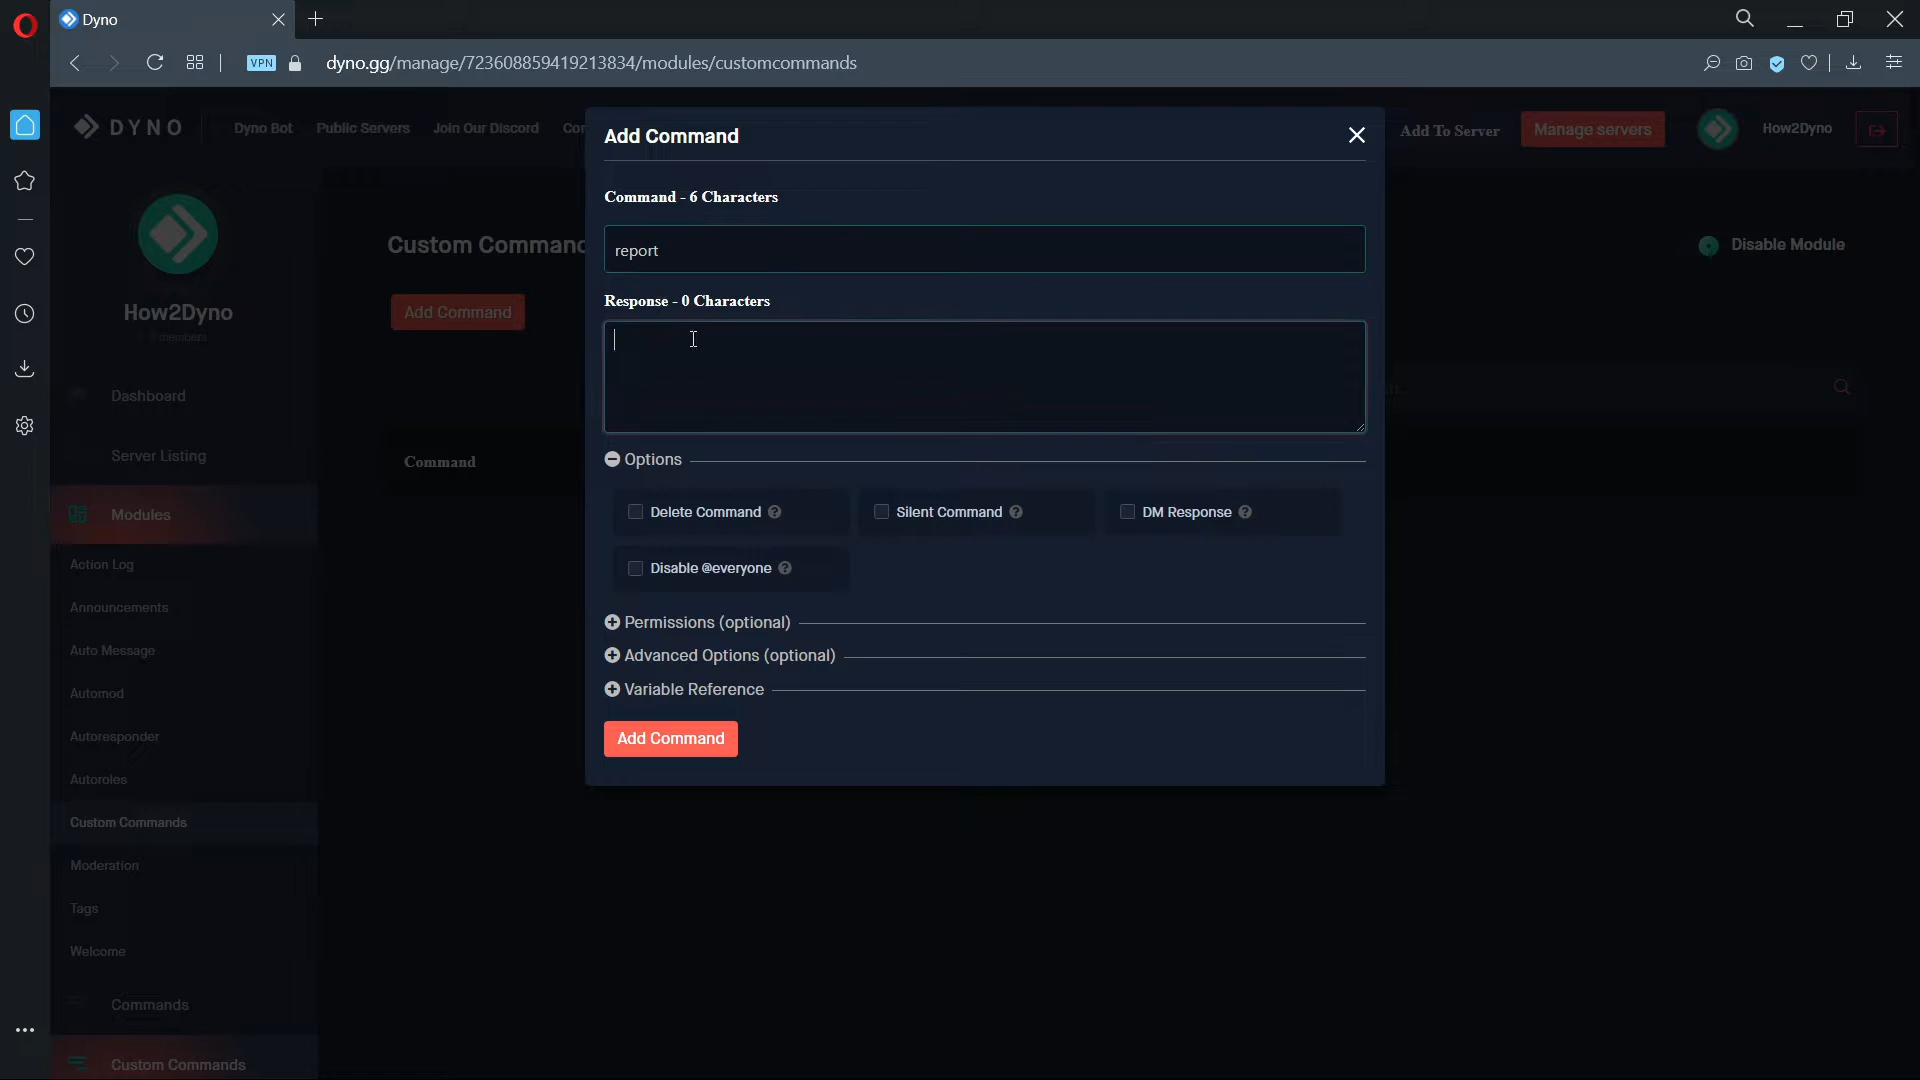 Dyno
VPN
dyno.gg/manage/723608859419213834/modules/customcommands
DYNO
Dyno Bot
Public Servers
Join Our Discord
Add To Server
Manage servers
How2Dyno
How2Dyno
members
Dashboard
Server Listing
Modules
Action Log
Announcements
Auto Message
Automod
Autoresponder
Autoroles
Custom Commands
Moderation
Tags
Welcome
Commands
Custom Commands
Custom Command
Disable Module
Add Command
Command
Add Command
Command - 6 Characters
report
Response - 0 Characters
Options
Delete Command
Silent Command
DM Response
Disable @everyone
Permissions (optional)
Advanced Options (optional)
Variable Reference
Add Command